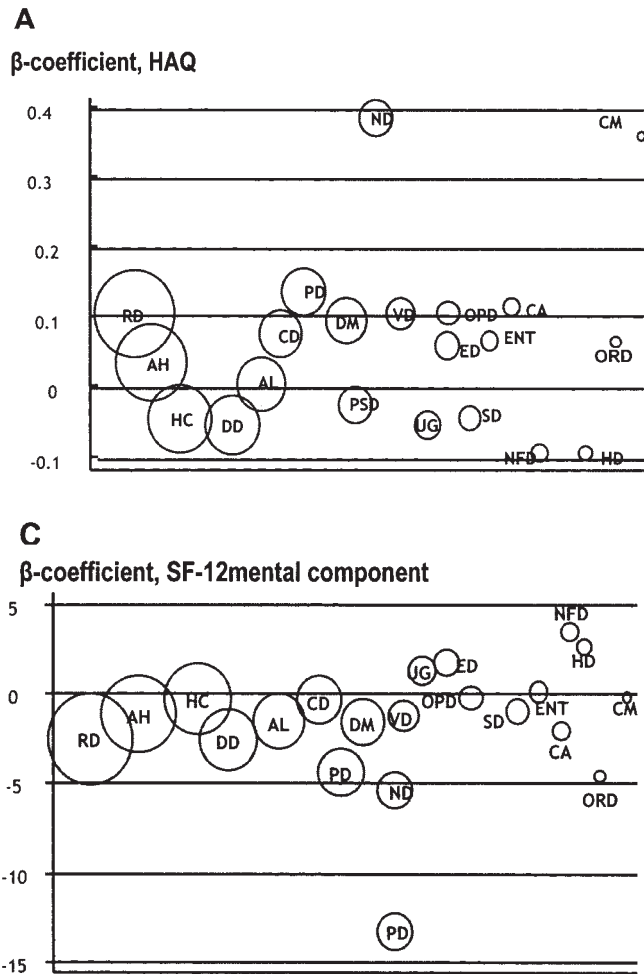 A
β-coefficient, HAQ
0.4 ND CM
0.3
0.2
PD
RD DM VD OPD CA
0.1
CD ED ENT
ORD
AH
0 AL
PSD
HC DD UG SD
-0.1 NFD HD
C
β-coefficient, SF-12mental component
5
NFD
UG ED HD
0 HC CD OPD ENT CM
AH AL DM VD SD
RD DD CA
PD
-5 ND ORD
-10
PD
-15